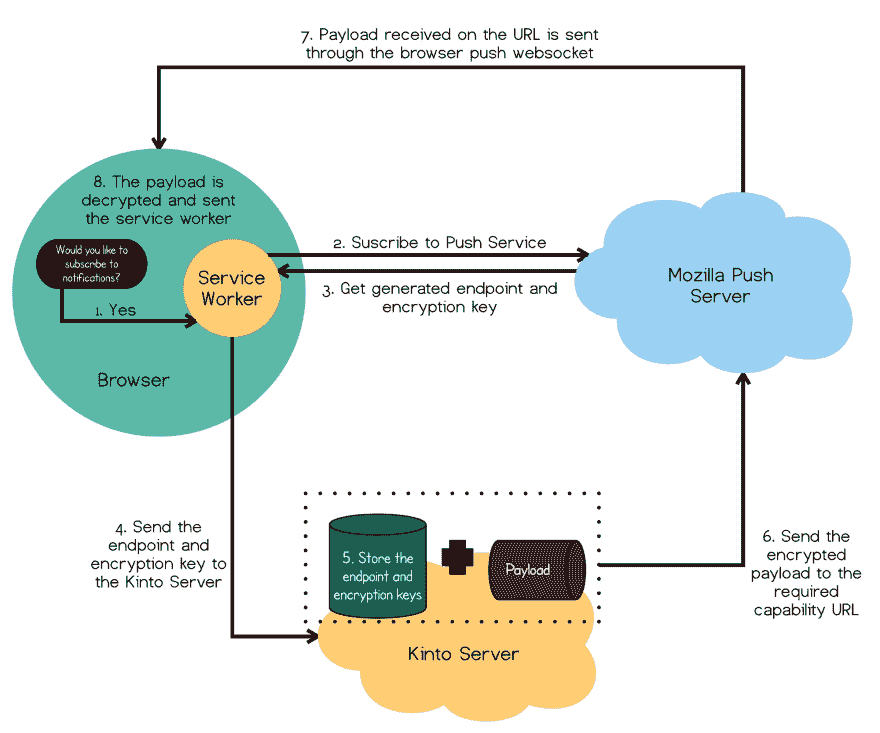 7. Payload received on the URL is sent
through the browser push websocket
8. The payload is
decrypted and sent
the service worker
Would you like to
subscribe to
notifications?
Service
Worker
1. Yes
Browser
2. Suscribe to Push Service
3. Get generated endpoint and
encryption key
Mozilla Push
Server
4. Send the
endpoint and
encryption key to
the Kinto Server
5. Store the
endpoint and
encryption keys
Payload
Kinto Server
6. Send the
encrypted
payload to the
required
capability URL